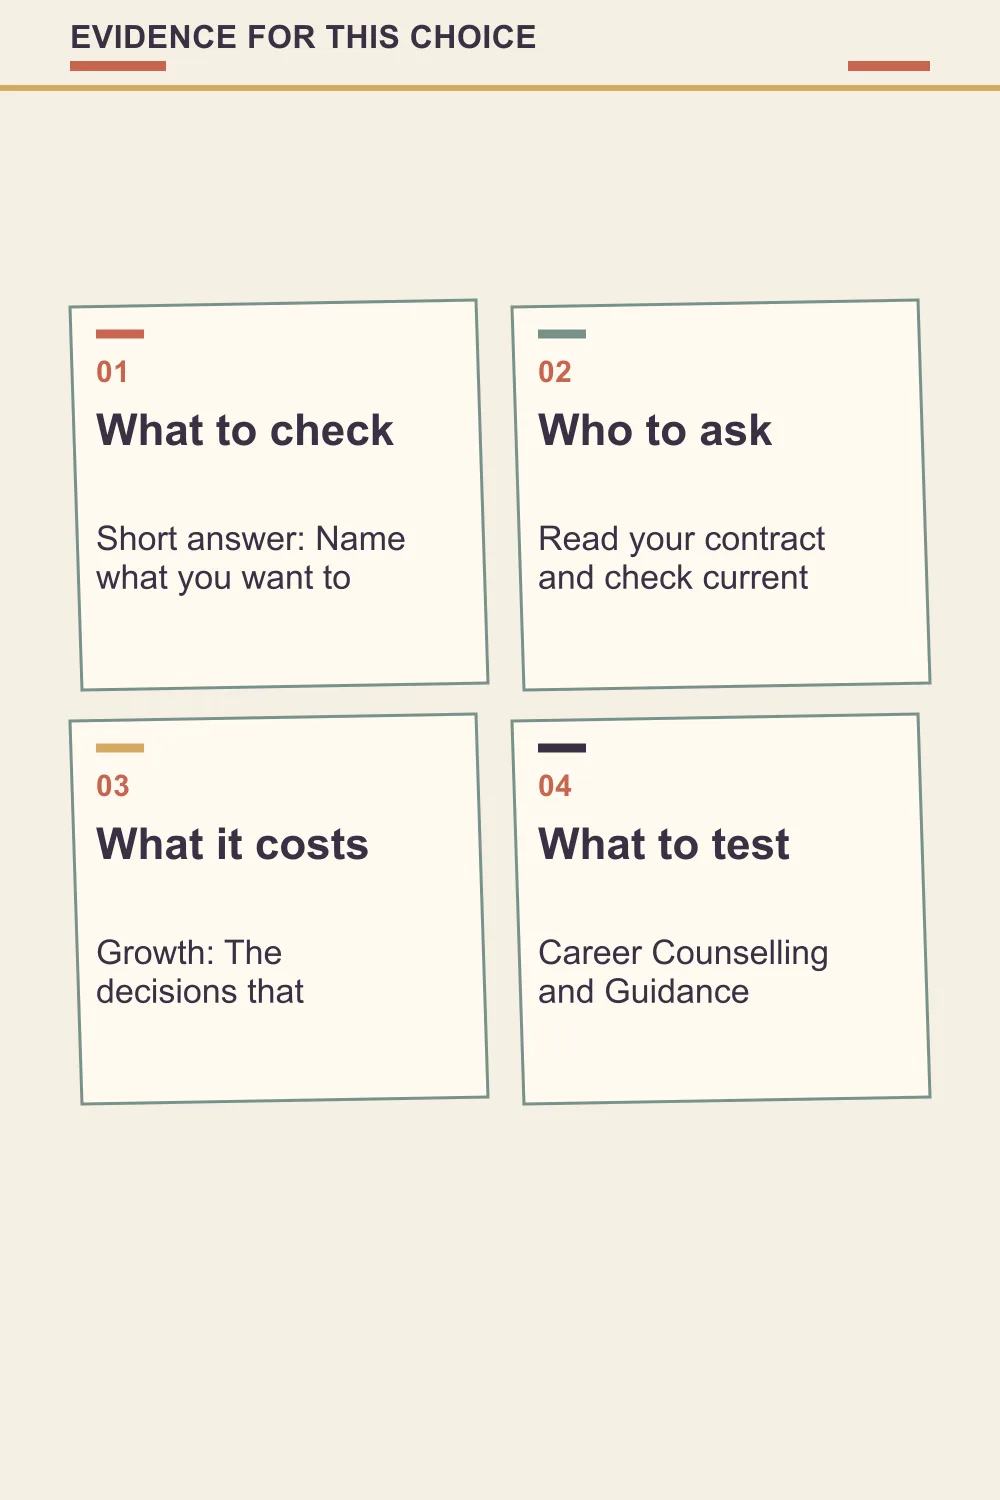 EVIDENCE FOR THIS CHOICE
01
What to check
Short answer: Name
what you want to
02
Who to ask
Read your contract
and check current
03
What it costs
Growth: The
decisions that
04
What to test
Career Counselling
and Guidance